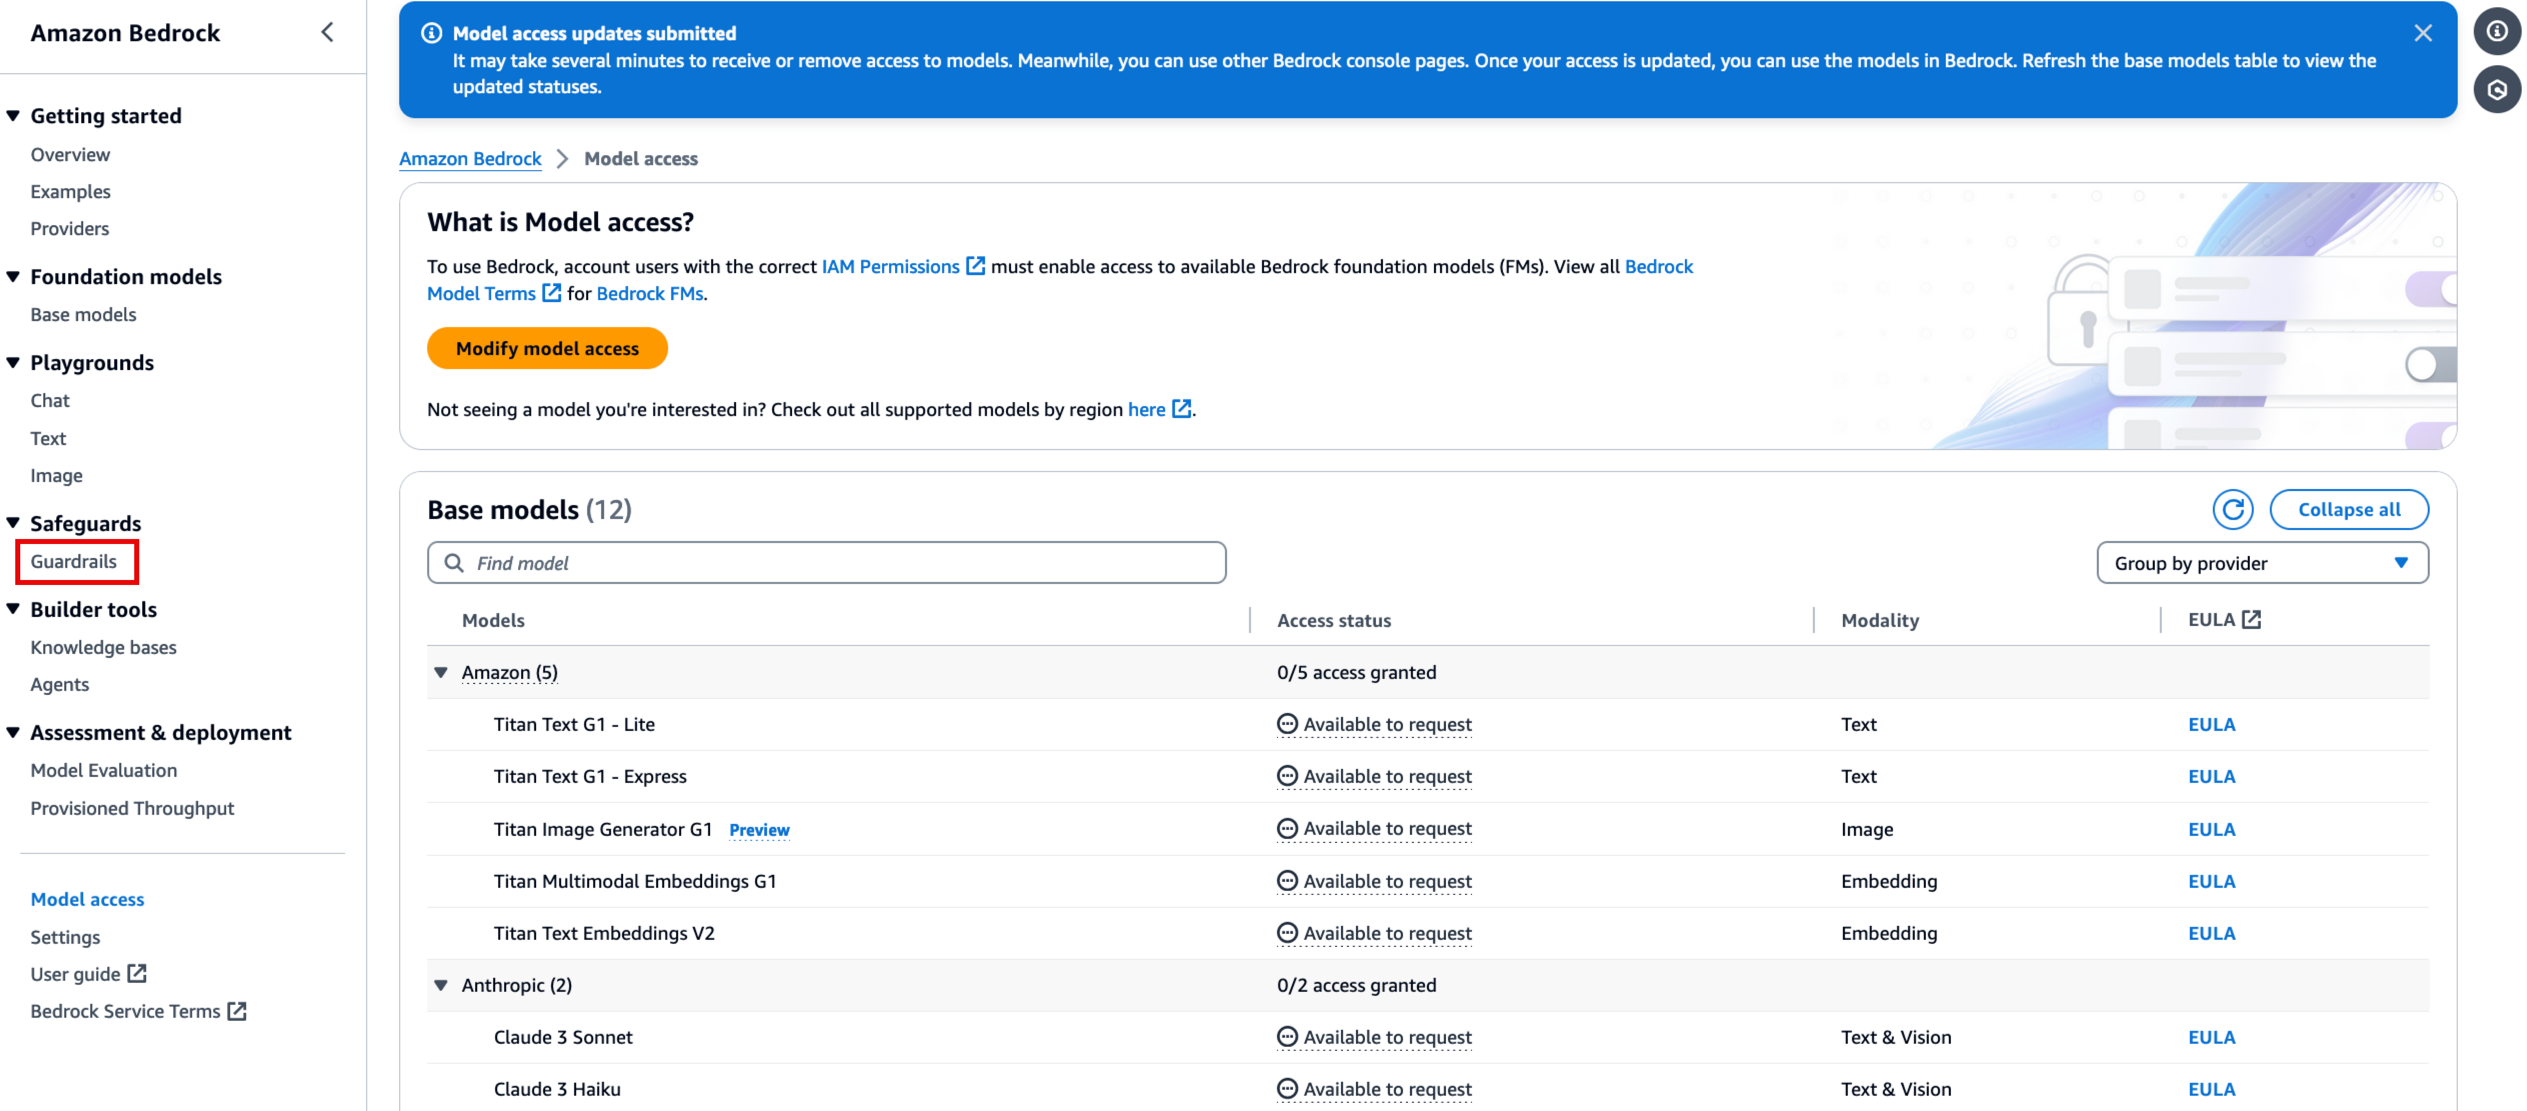 Amazon Bedrock
Getting started
Overview
Examples
Providers
Foundation models
Base models
Playgrounds
Chat
Text
Image
Safeguards
Guardrails
Builder tools
Knowledge bases
Agents
Assessment & deployment
Model Evaluation
Provisioned Throughput
Model access
Settings
User guide
Bedrock Service Terms
Model access updates submitted
It may take several minutes to receive or remove access to models. Meanwhile, you can use other Bedrock console pages. Once your access is updated, you can use the models in Bedrock. Refresh the base models table to view the
updated statuses.
Amazon Bedrock > Model access
What is Model access?
To use Bedrock, account users with the correct IAM Permissions must enable access to available Bedrock foundation models (FMs). View all Bedrock
Model Terms for Bedrock FMs.
Modify model access
Not seeing a model you're interested in? Check out all supported models by region here.
Base models (12)
Collapse all
Find model
Group by provider
Models Access status Modality EULA
Amazon (5) 0/5 access granted
Titan Text G1 - Lite Available to request Text EULA
Titan Text G1 - Express Available to request Text EULA
Titan Image Generator G1 Preview Available to request Image EULA
Titan Multimodal Embeddings G1 Available to request Embedding EULA
Titan Text Embeddings V2 Available to request Embedding EULA
Anthropic (2) 0/2 access granted
Claude 3 Sonnet Available to request Text & Vision EULA
Claude 3 Haiku Available to request Text & Vision EULA